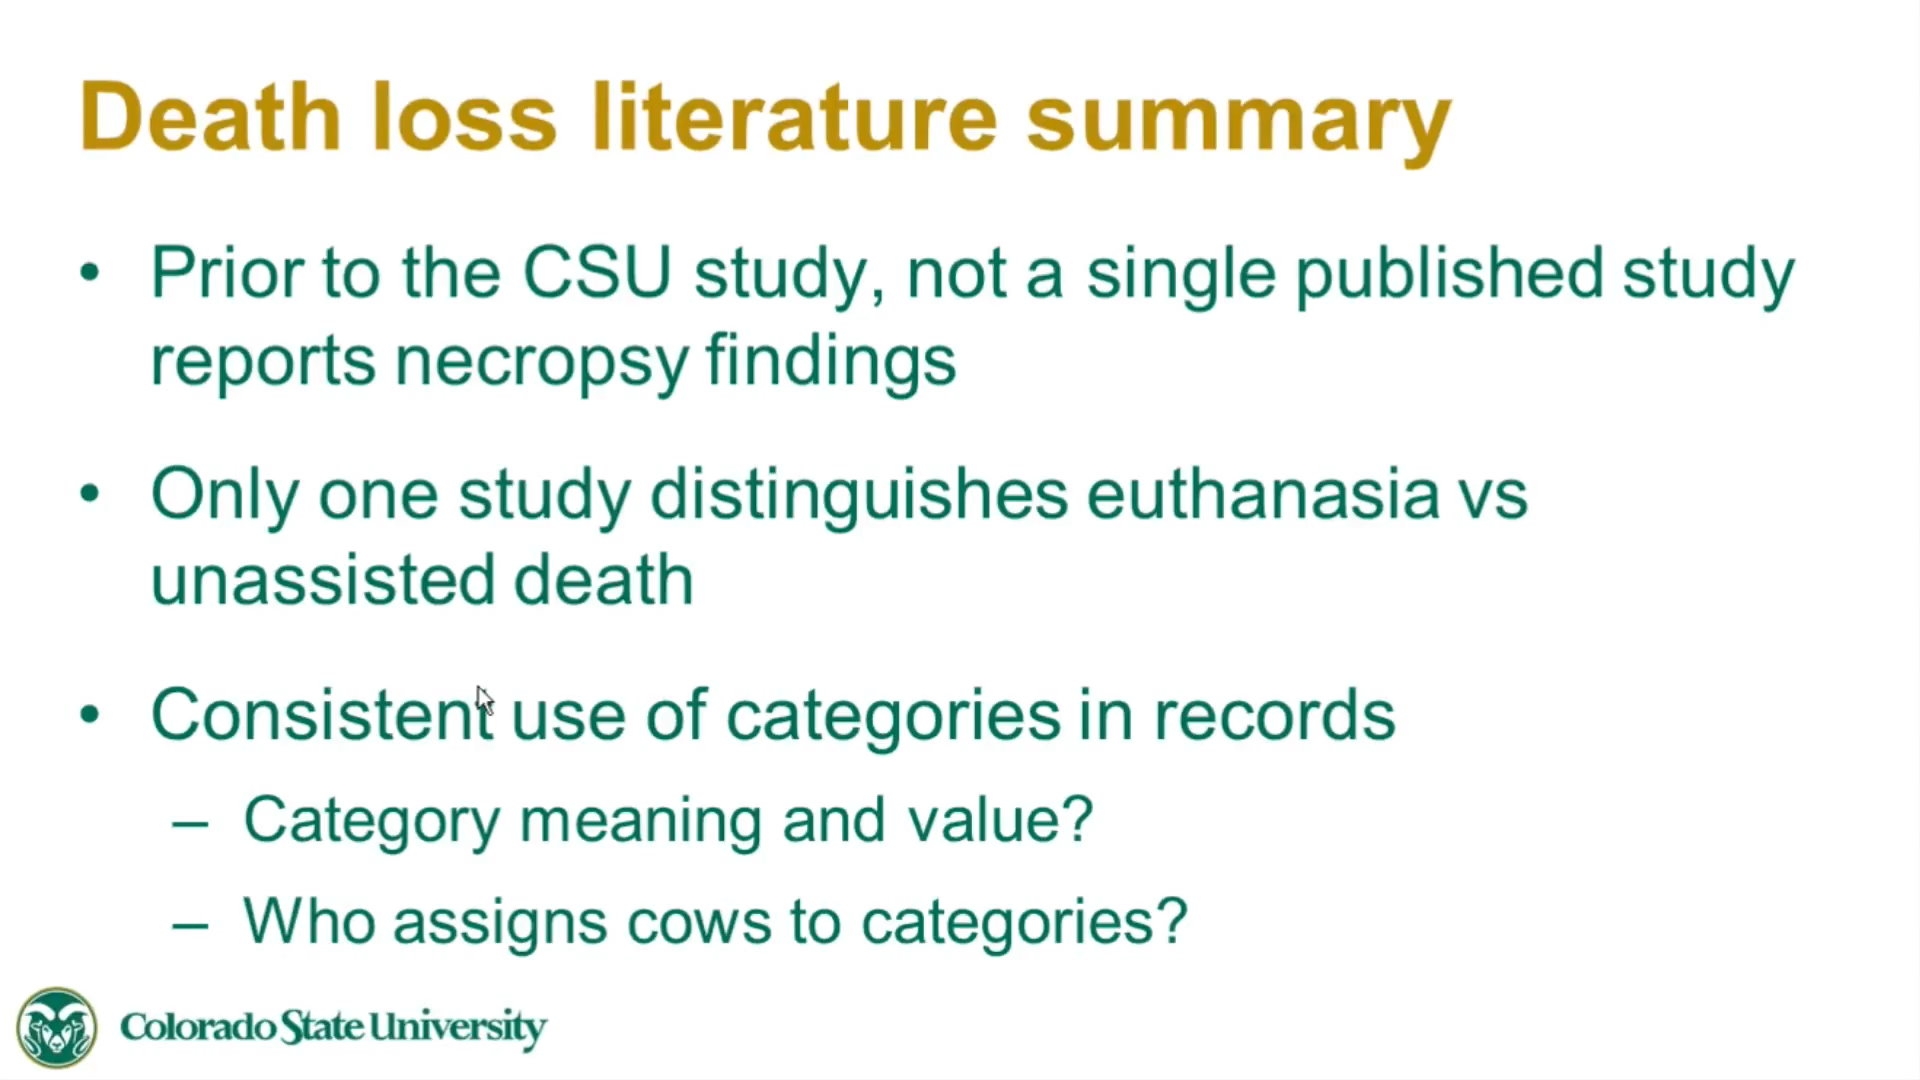 Death loss literature summary
• Prior to the CSU study, not a single published study
reports necropsy findings
• Only one study distinguishes euthanasia vs
unassisted death
• Consistent use of categories in records
– Category meaning and value?
– Who assigns cows to categories?
Colorado State University